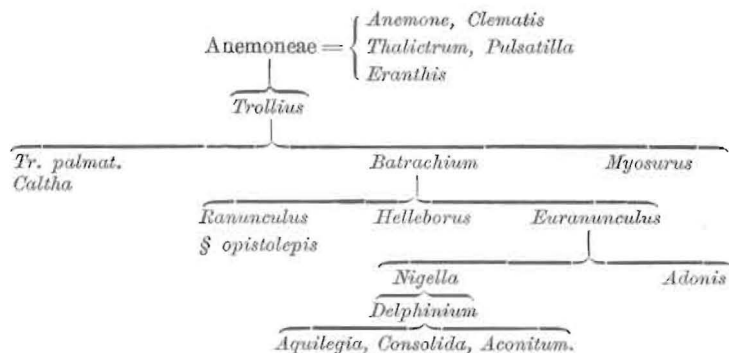 Anemone, Clematis
Anemoneae = Thalictrum, Pulsatilla
Eranthis
Trollius
Tr. palmat. Batrachium Myosurus
Caltha
Ranunculus Helleborus Euranunculus
§ opistolepis
Nigella Adonis
Delphinium
Aquilegia, Consolida, Aconitum.